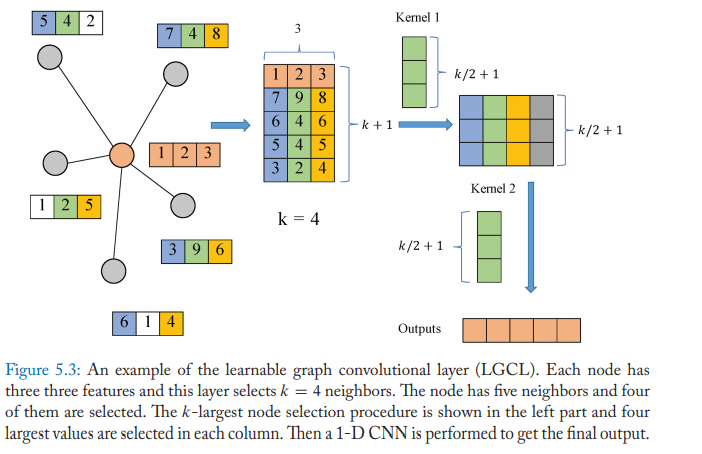 5 4 2
7 4 8
1 2 3
1 2 5
3 9 6
6 1 4
3
1 2 3
7 9 8
6 4 6
5 4 5
3 2 4
k + 1
k = 4
Kernel 1
k/2 + 1
k/2 + 1
Kernel 2
k/2 + 1
Outputs
Figure 5.3: An example of the learnable graph convolutional layer (LGCL). Each node has
three three features and this layer selects k = 4 neighbors. The node has five neighbors and four
of them are selected. The k-largest node selection procedure is shown in the left part and four
largest values are selected in each column. Then a 1-D CNN is performed to get the final output.